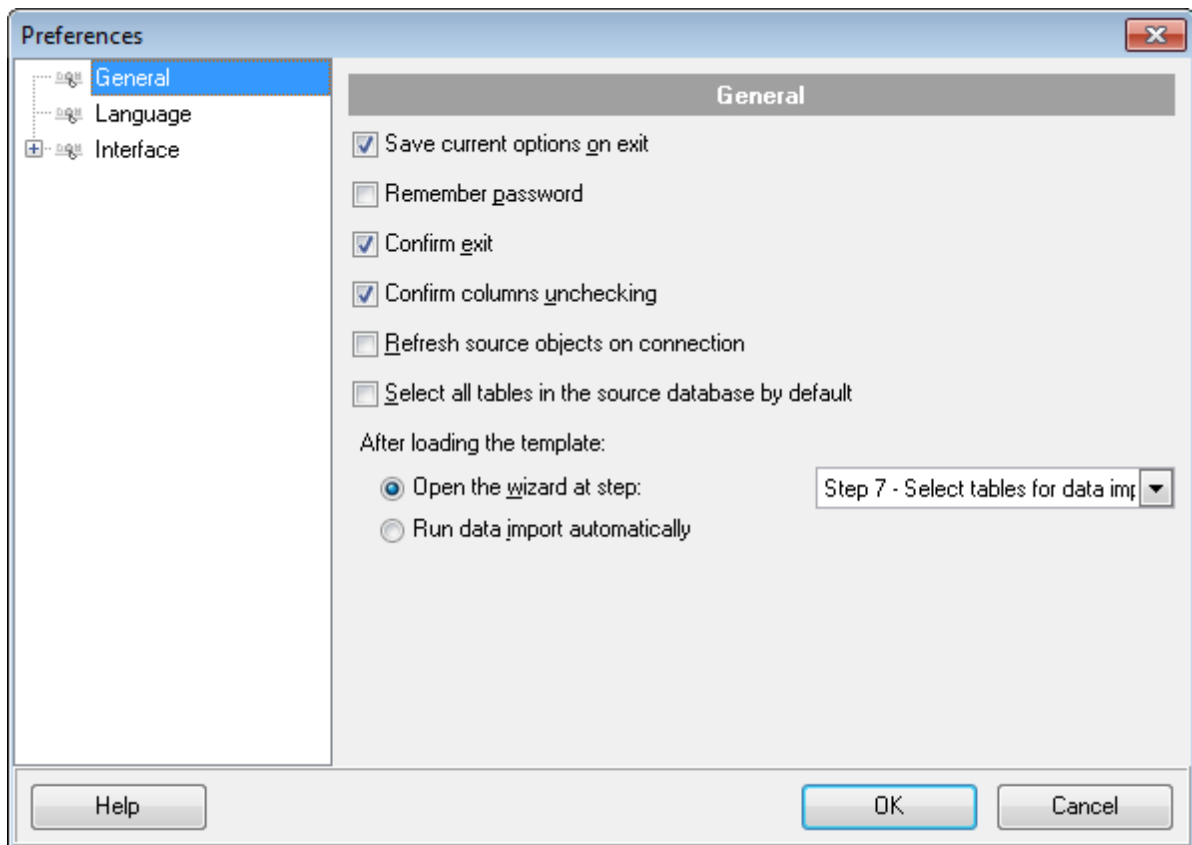 Preferences
General
Language
Interface
General
Save current options on exit
Remember password
Confirm exit
Confirm columns unchecking
Refresh source objects on connection
Select all tables in the source database by default
After loading the template:
Open the wizard at step: Step 7 - Select tables for data
Run data import automatically
Help OK Cancel